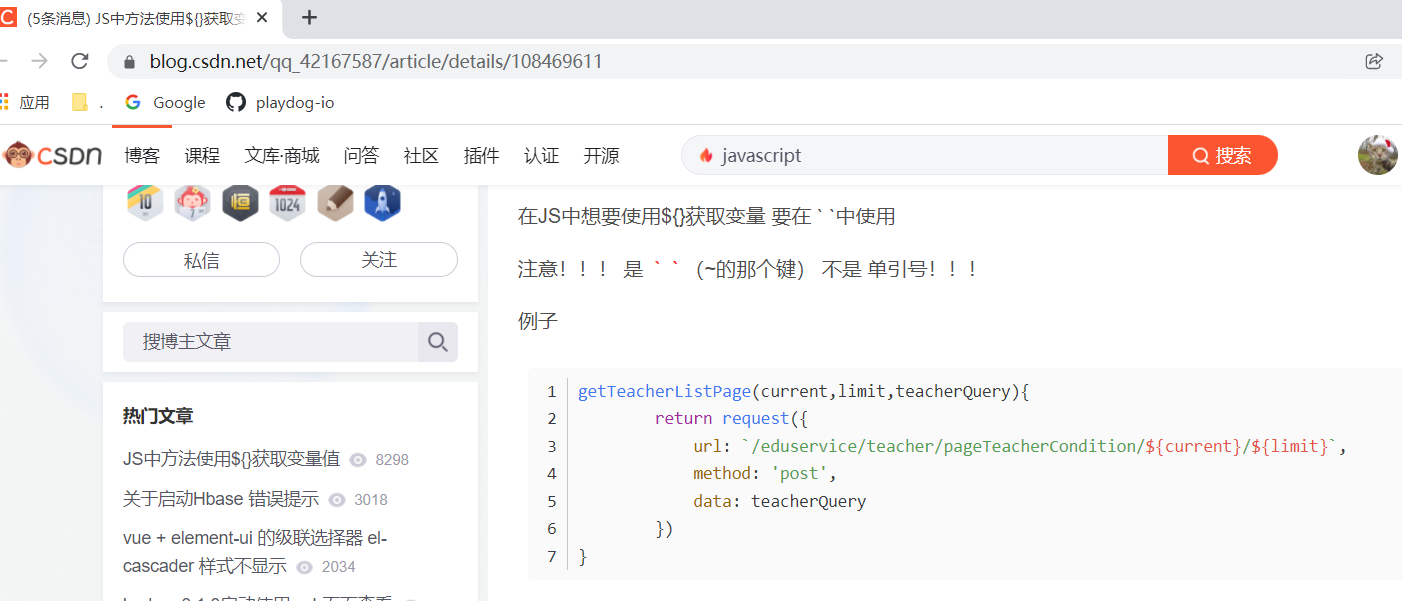 (5条消息) JS中方法使用${}获取变
blog.csdn.net/qq_42167587/article/details/108469611
应用 . Google playdog-io
CSDN 博客 课程 文库·商城 问答 社区 插件 认证 开源 javascript 搜索
10 7 1024
私信 关注
搜博主文章
热门文章
JS中方法使用${}获取变量值 8298
关于启动Hbase 错误提示 3018
vue + element-ui 的级联选择器 el-
cascader 样式不显示 2034
在JS中想要使用${}获取变量 要在 ` `中使用
注意！！！ 是 ` ` （~的那个键） 不是 单引号！！！
例子
1 getTeacherListPage(current,limit,teacherQuery){
2 return request({
3 url: `/eduservice/teacher/pageTeacherCondition/${current}/${limit}`,
4 method: 'post',
5 data: teacherQuery
6 })
7 }